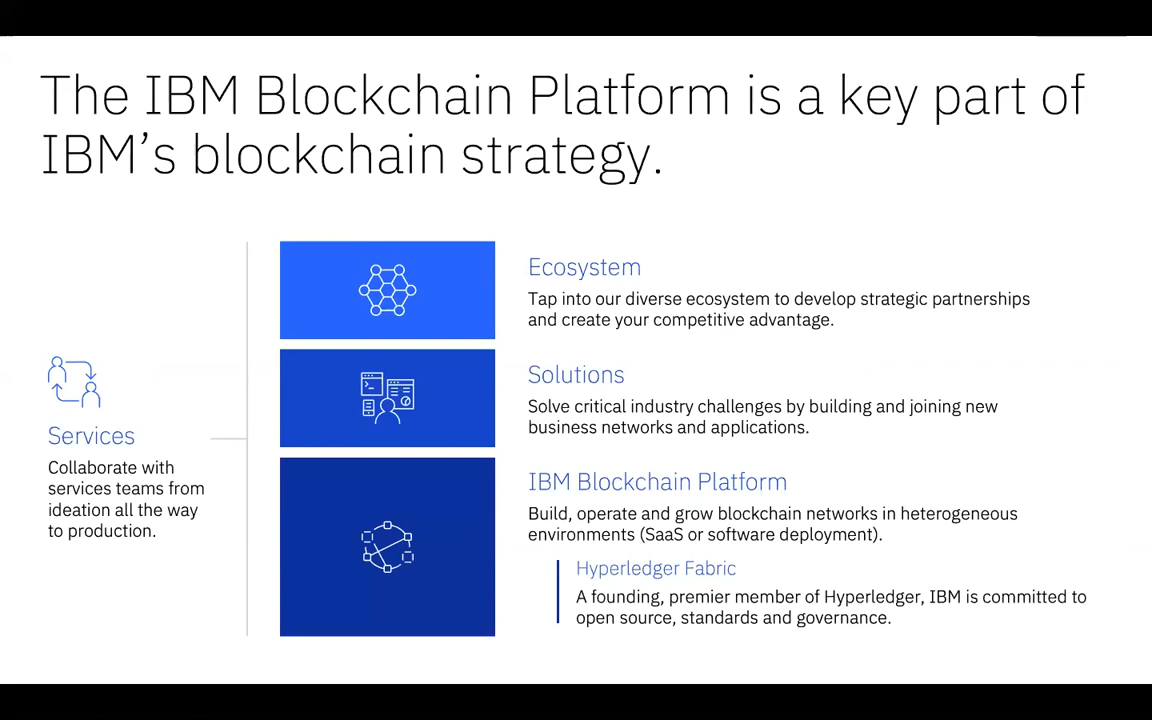 The IBM Blockchain Platform is a key part of
IBM’s blockchain strategy.
Services
Collaborate with
services teams from
ideation all the way
to production.
Ecosystem
Tap into our diverse ecosystem to develop strategic partnerships
and create your competitive advantage.
Solutions
Solve critical industry challenges by building and joining new
business networks and applications.
IBM Blockchain Platform
Build, operate and grow blockchain networks in heterogeneous
environments (SaaS or software deployment).
Hyperledger Fabric
A founding, premier member of Hyperledger, IBM is committed to
open source, standards and governance.